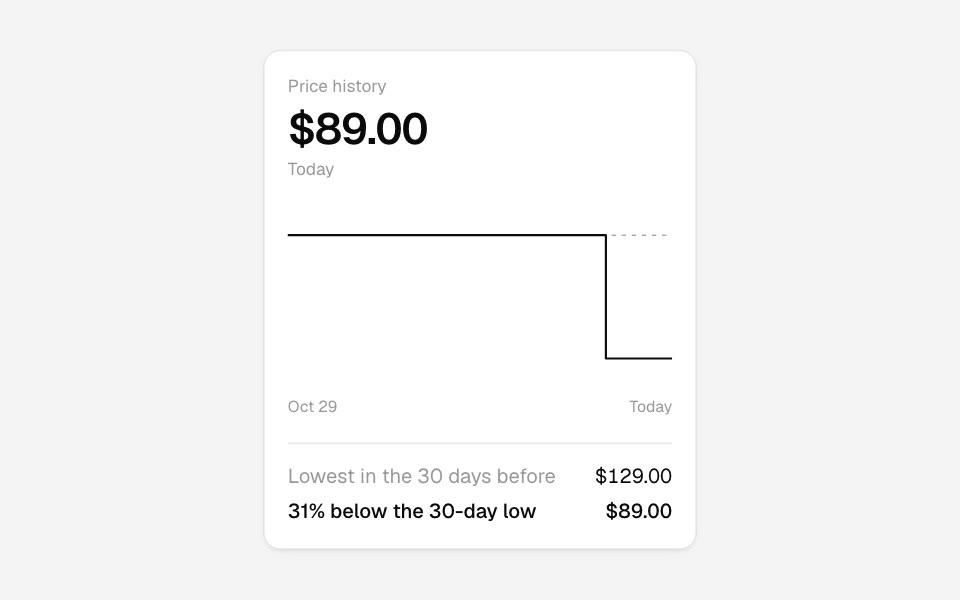 Price history
$89.00
Today
Oct 29 Today
Lowest in the 30 days before $129.00
31% below the 30-day low $89.00